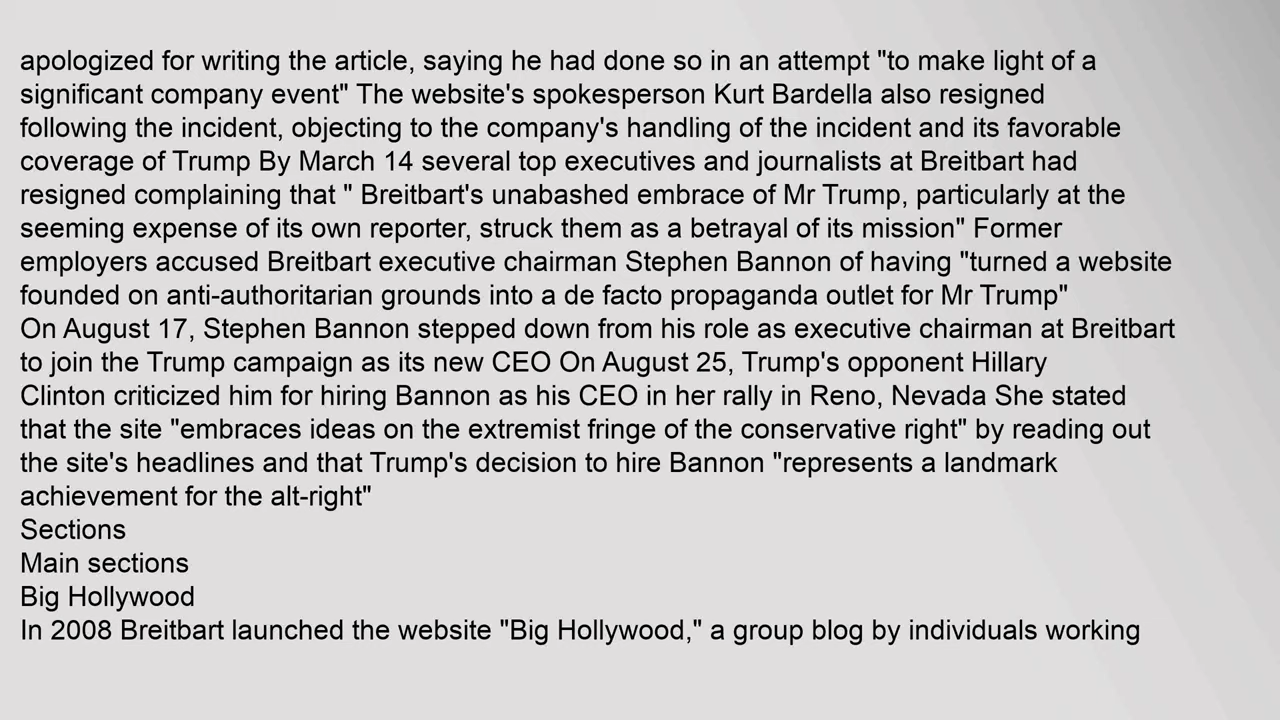 apologized for writing the article, saying he had done so in an attempt "to make light of a
significant company event" The website's spokesperson Kurt Bardella also resigned
following the incident, objecting to the company's handling of the incident and its favorable
coverage of Trump By March 14 several top executives and journalists at Breitbart had
resigned complaining that " Breitbart's unabashed embrace of Mr Trump, particularly at the
seeming expense of its own reporter, struck them as a betrayal of its mission" Former
employers accused Breitbart executive chairman Stephen Bannon of having "turned a website
founded on anti-authoritarian grounds into a de facto propaganda outlet for Mr Trump"
On August 17, Stephen Bannon stepped down from his role as executive chairman at Breitbart
to join the Trump campaign as its new CEO On August 25, Trump's opponent Hillary
Clinton criticized him for hiring Bannon as his CEO in her rally in Reno, Nevada She stated
that the site "embraces ideas on the extremist fringe of the conservative right" by reading out
the site's headlines and that Trump's decision to hire Bannon "represents a landmark
achievement for the alt-right"
Sections
Main sections
Big Hollywood
In 2008 Breitbart launched the website "Big Hollywood," a group blog by individuals working